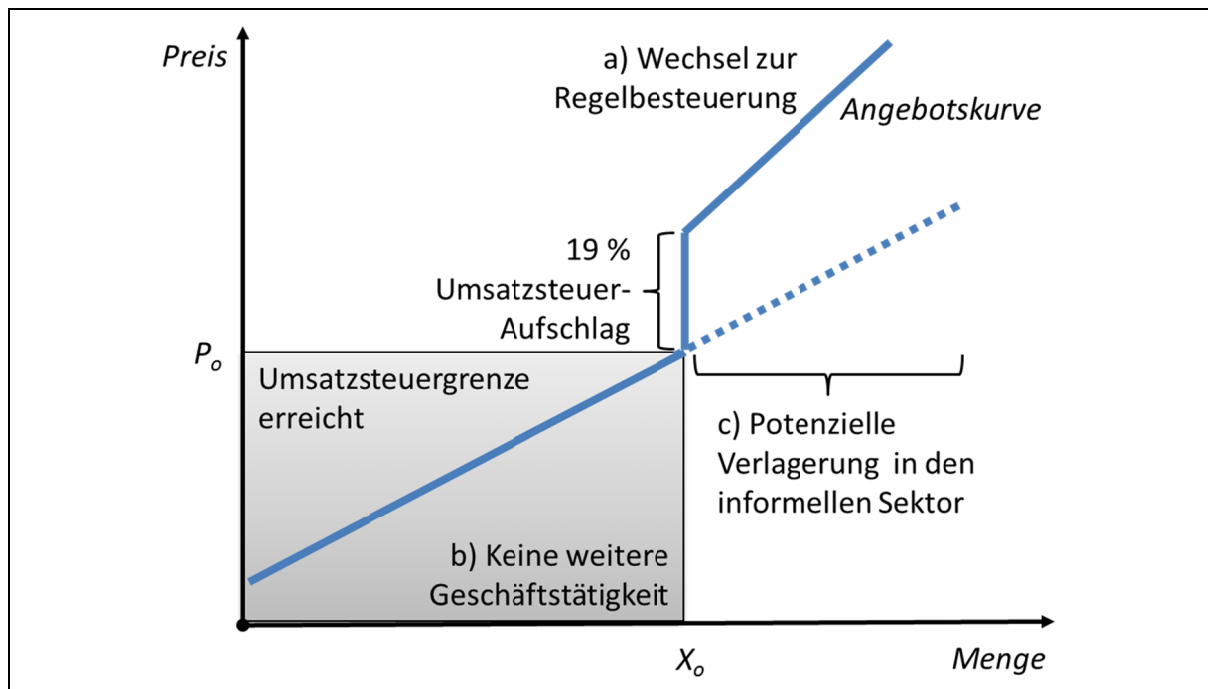 Preis
a) Wechsel zur
Regelbesteuerung
Angebotskurve
19 %
Umsatzsteuer-
Aufschlag
Po
Umsatzsteuergrenze
erreicht
c) Potenzielle
Verlagerung in den
informellen Sektor
b) Keine weitere
Geschäftstätigkeit
Xo
Menge